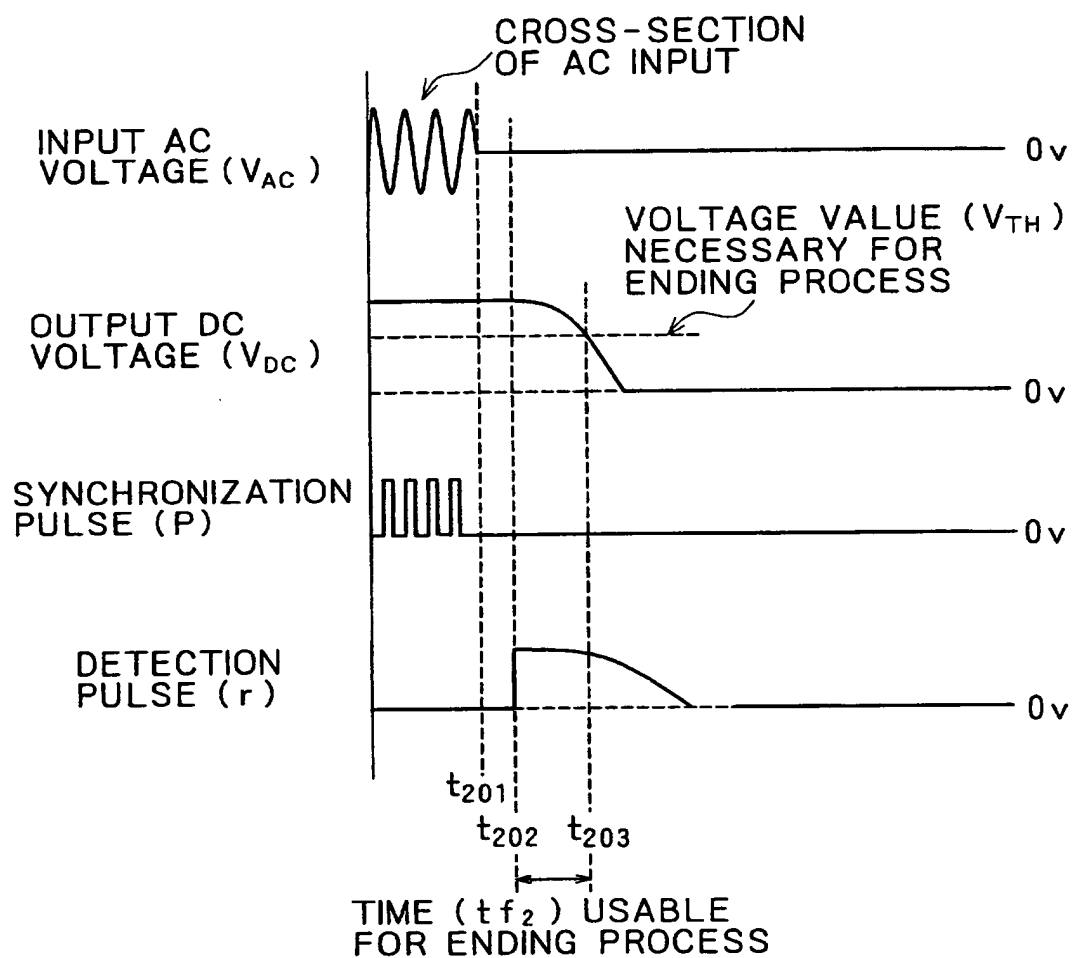 CROSS-SECTION
OF AC INPUT
INPUT AC
VOLTAGE (VAC)
0v
VOLTAGE VALUE (VTH)
NECESSARY FOR
ENDING PROCESS
OUTPUT DC
VOLTAGE (VDC)
0v
SYNCHRONIZATION
PULSE (P)
0v
DETECTION
PULSE (r)
0v
t201
t202
t203
TIME (tf2) USABLE
FOR ENDING PROCESS